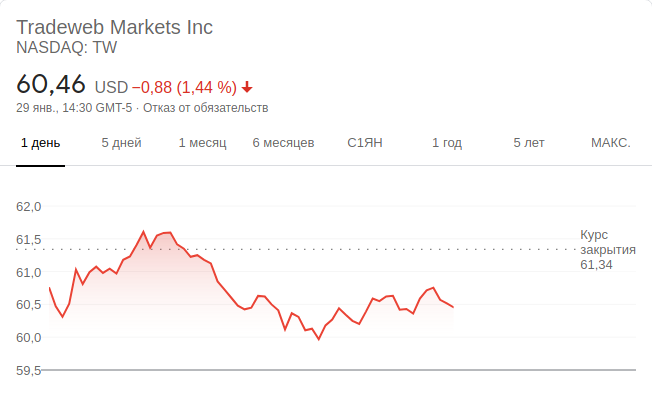 Tradeweb Markets Inc
NASDAQ: TW
60,46 USD −0,88 (1,44 %)
29 янв., 14:30 GMT-5 · Отказ от обязательств
1 день 5 дней 1 месяц 6 месяцев С1ЯН 1 год 5 лет МАКС.
62,0
61,5
Курс
закрытия
61,34
61,0
60,5
60,0
59,5